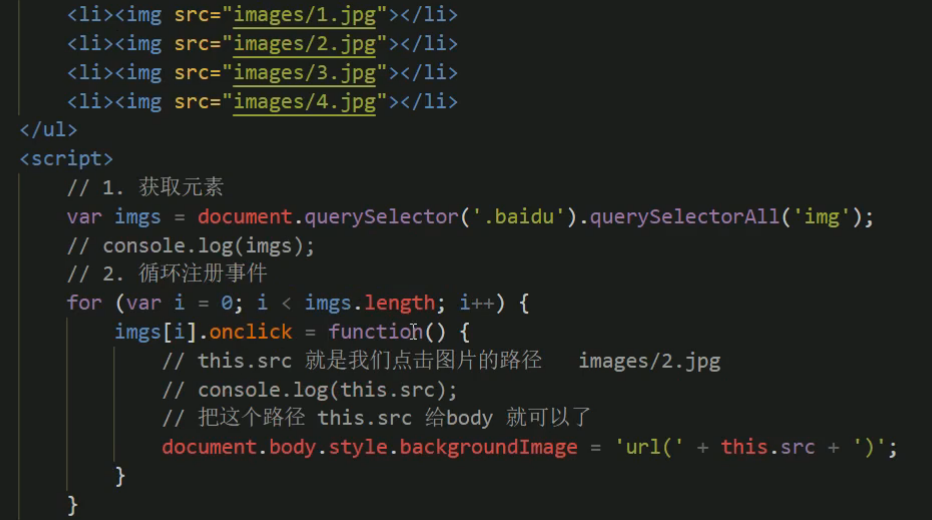 <li><img src="images/1.jpg"></li>
<li><img src="images/2.jpg"></li>
<li><img src="images/3.jpg"></li>
<li><img src="images/4.jpg"></li>
</ul>
<script>
// 1. 获取元素
var imgs = document.querySelector('.baidu').querySelectorAll('img');
// console.log(imgs);
// 2. 循环注册事件
for (var i = 0; i < imgs.length; i++) {
imgs[i].onclick = function() {
// this.src 就是我们点击图片的路径 images/2.jpg
// console.log(this.src);
// 把这个路径 this.src 给body 就可以了
document.body.style.backgroundImage = 'url(' + this.src + ')';
}
}